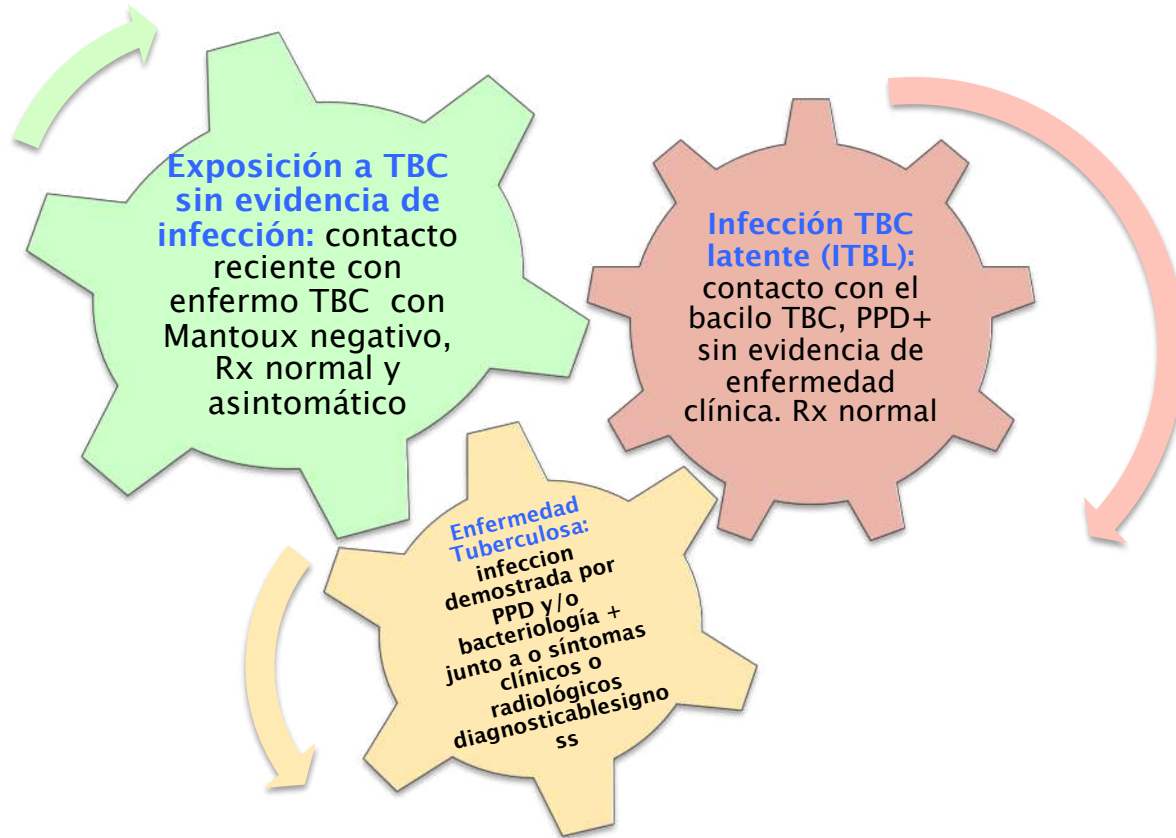 Exposición a TBC
sin evidencia de
infección: contacto
reciente con
enfermo TBC con
Mantoux negativo,
Rx normal y
asintomático
Infección TBC
latente (ITBL):
contacto con el
bacilo TBC, PPD+
sin evidencia de
enfermedad
clínica. Rx normal
Enfermedad
Tuberculosa:
infeccion
demostrada por
PPD y/o
bacteriología +
junto a o síntomas
clínicos o
radiológicos
diagnosticablesigno
ss